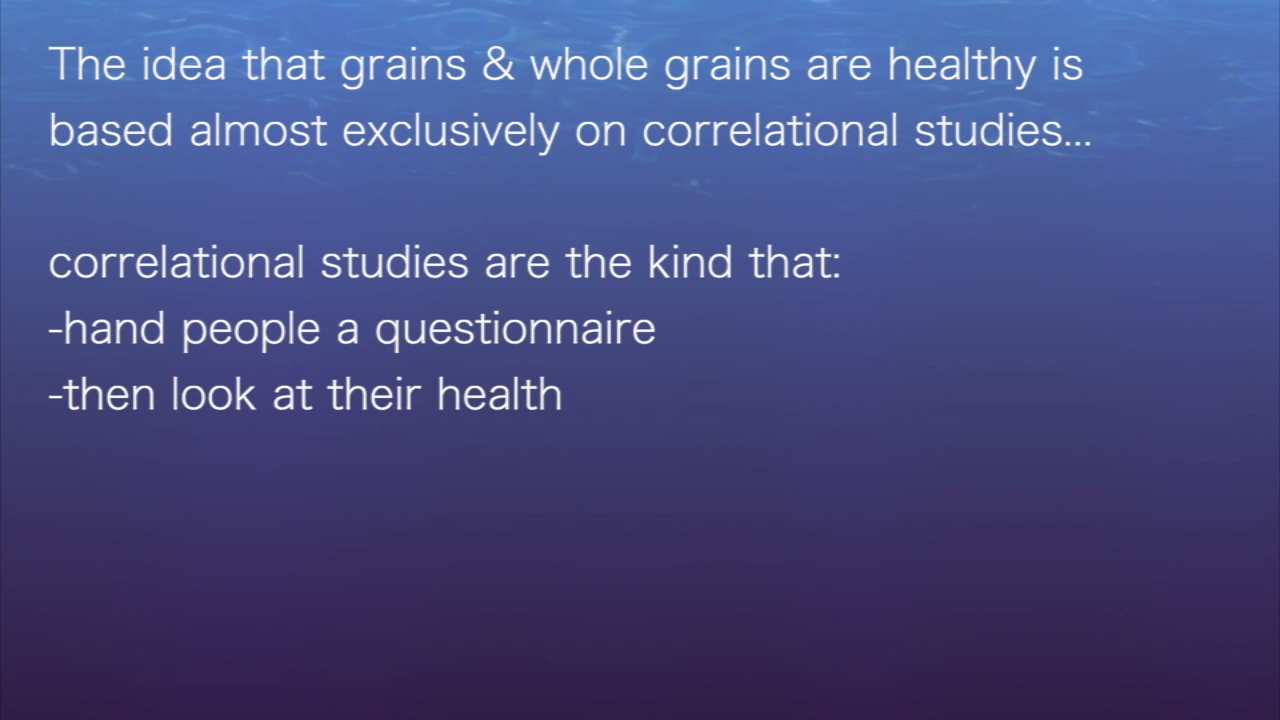 The idea that grains & whole grains are healthy is
based almost exclusively on correlational studies...
correlational studies are the kind that:
-hand people a questionnaire
-then look at their health